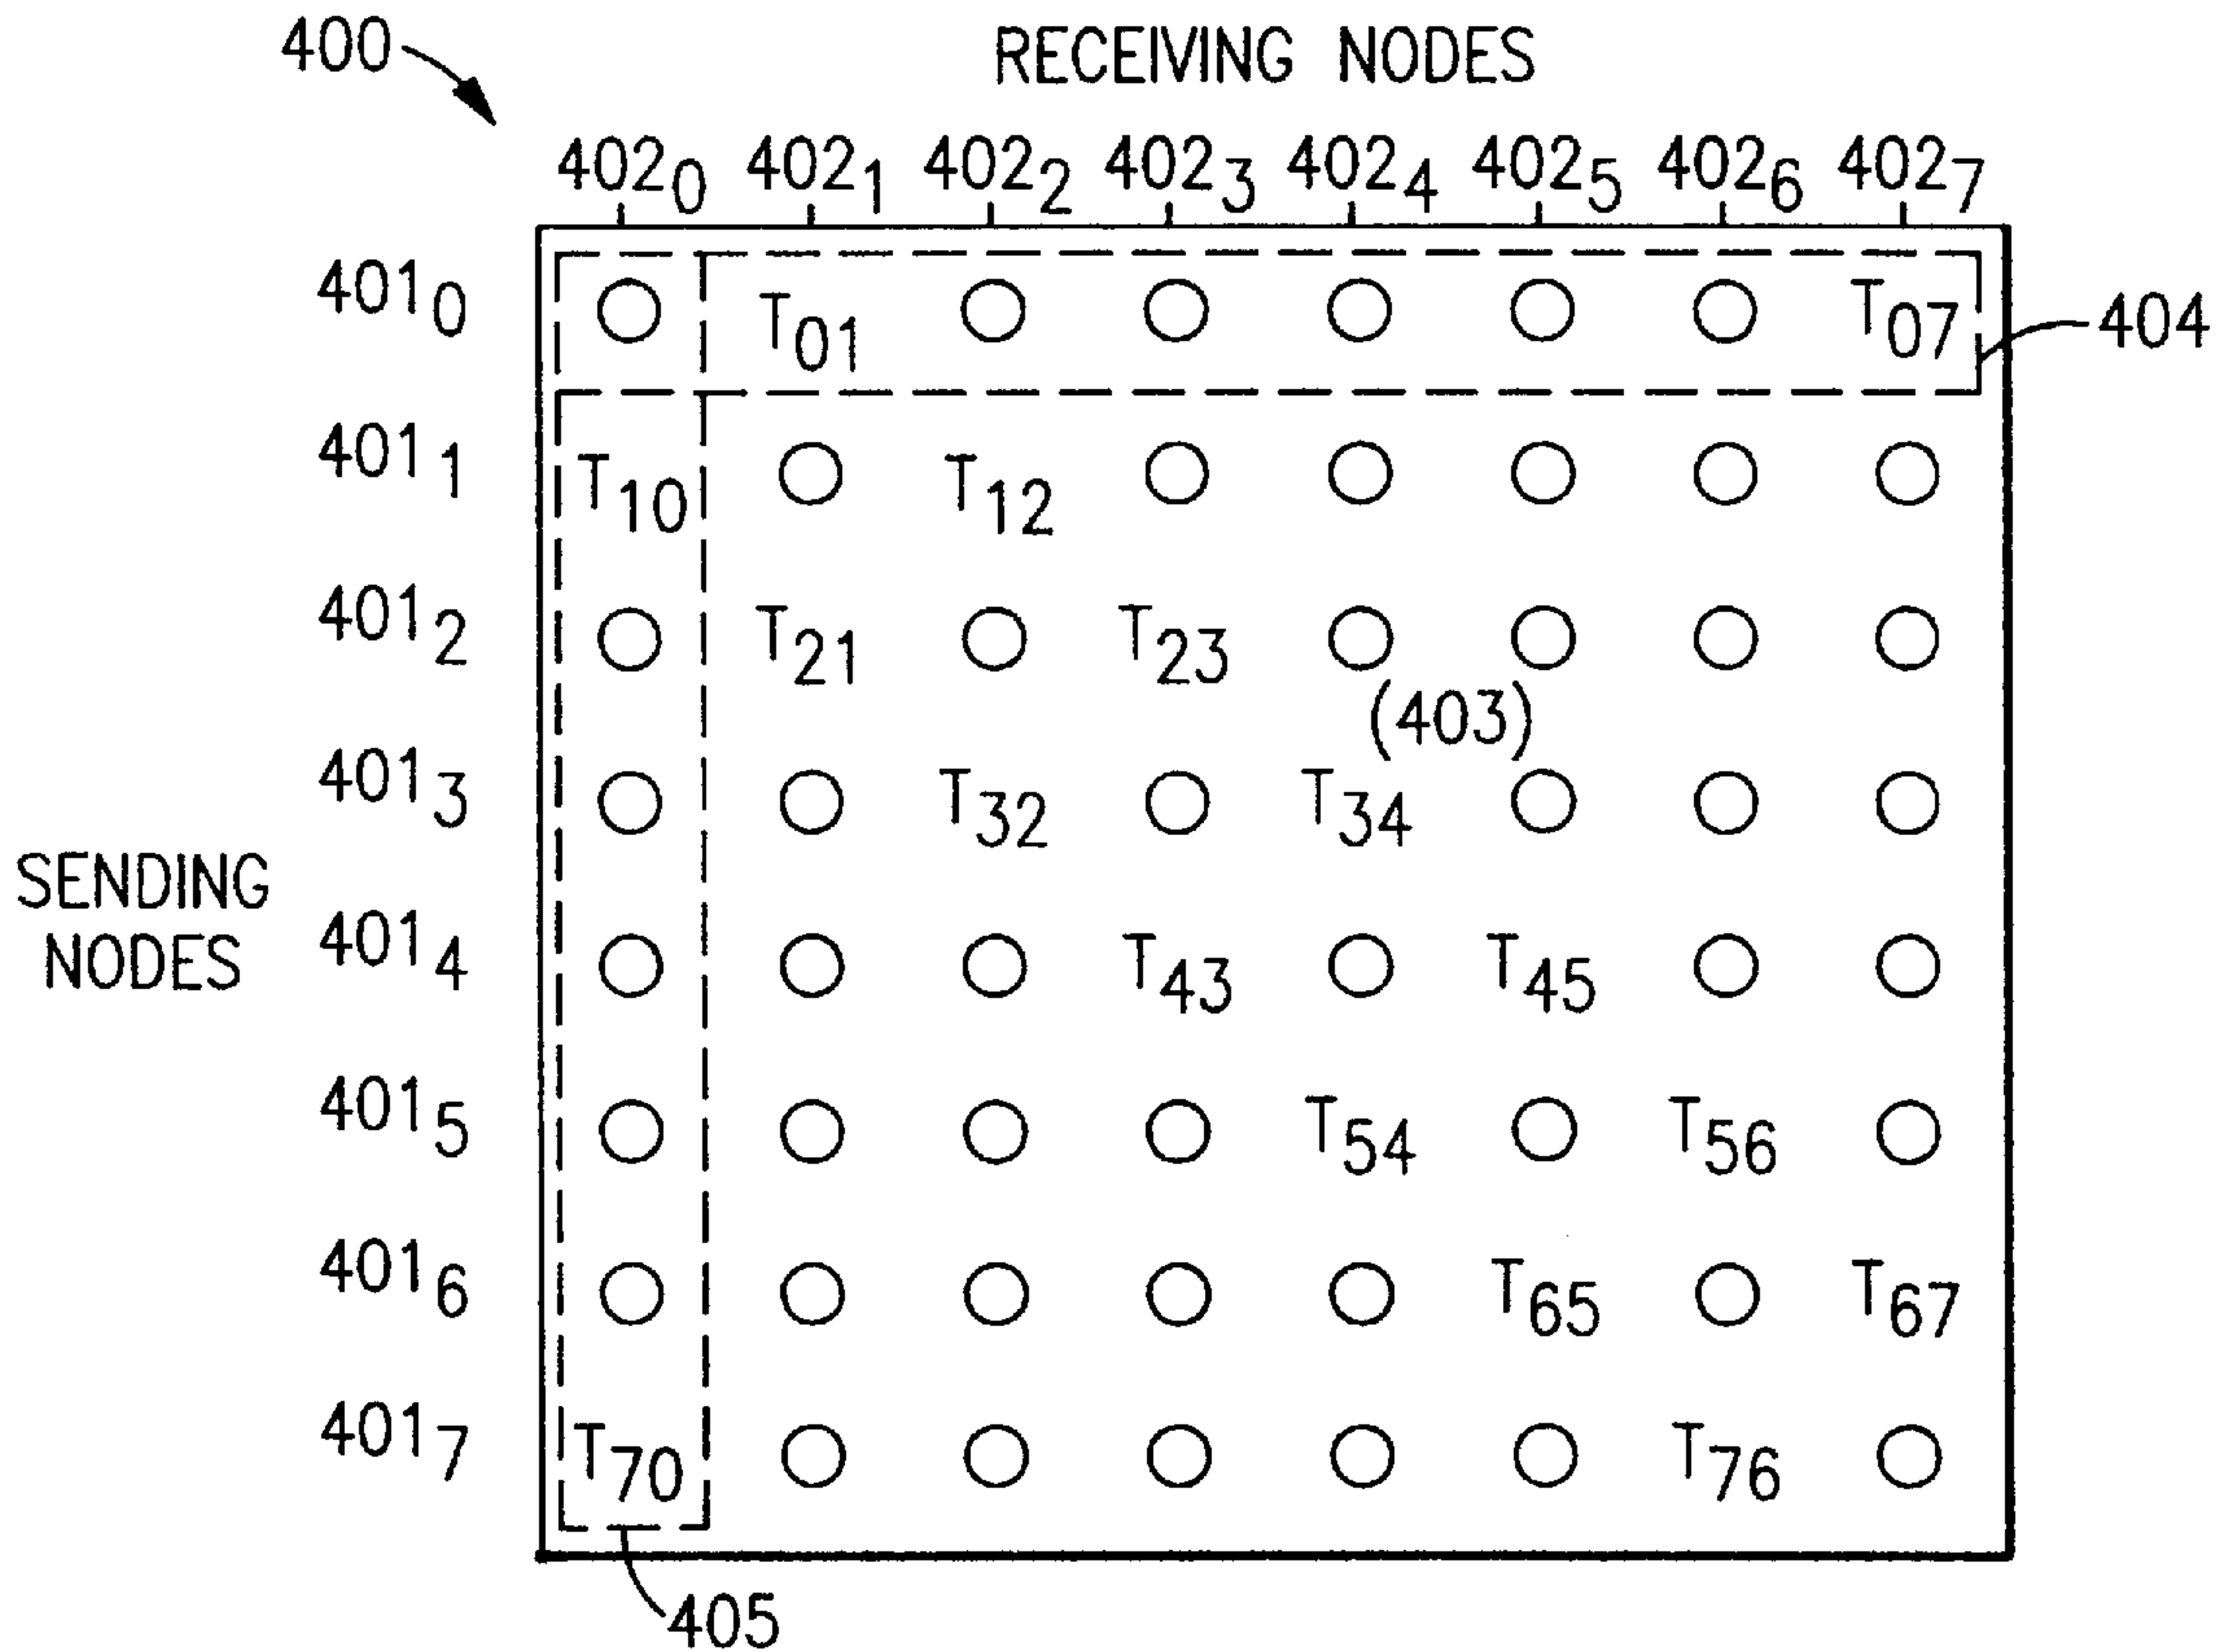 400
RECEIVING NODES
402₀ 402₁ 402₂ 402₃ 402₄ 402₅ 402₆ 402₇
401₀ O T₀₁ O O O O O T₀₇ 404
401₁ T₁₀ O T₁₂ O O O O O
401₂ O T₂₁ O T₂₃ O O O O
(403)
401₃ O O T₃₂ O T₃₄ O O O
SENDING
NODES
401₄ O O O T₄₃ O T₄₅ O O
401₅ O O O O T₅₄ O T₅₆ O
401₆ O O O O O T₆₅ O T₆₇
401₇ T₇₀ O O O O O T₇₆ O
405